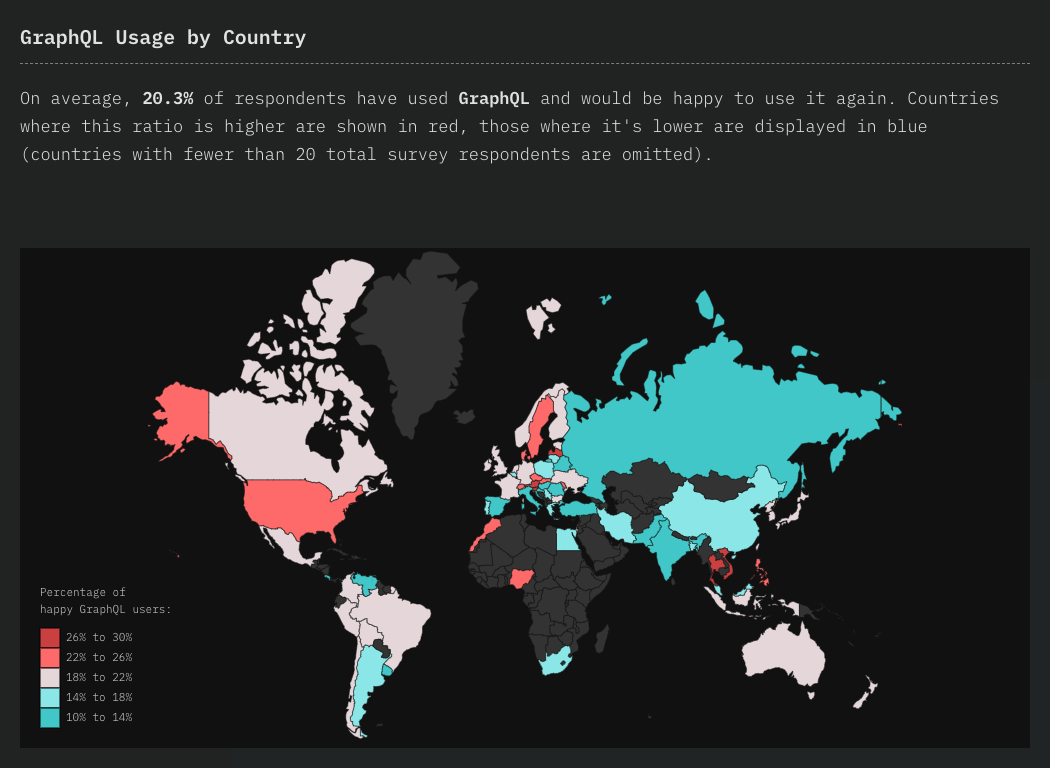 GraphQL Usage by Country
On average, 20.3% of respondents have used GraphQL and would be happy to use it again. Countries
where this ratio is higher are shown in red, those where it's lower are displayed in blue
(countries with fewer than 20 total survey respondents are omitted).
Percentage of
happy GraphQL users:
26% to 30%
22% to 26%
18% to 22%
14% to 18%
10% to 14%